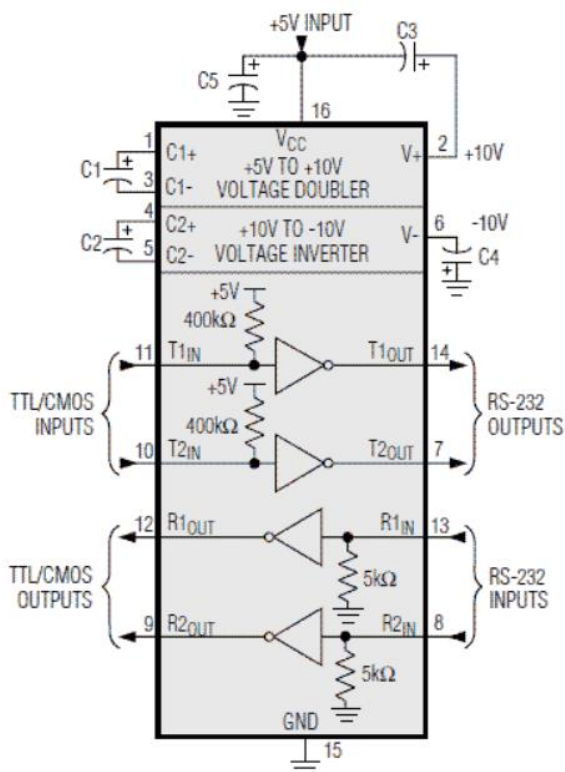 +5V INPUT
C3
C5
+
+
16
VCC
1
C1+
+5V TO +10V
V+
2
+10V
C1
+
3
C1-
VOLTAGE DOUBLER
4
C2+
+10V TO -10V
V-
6
-10V
C2
+
5
C2-
VOLTAGE INVERTER
+
C4
+5V
400kΩ
11
T1IN
T1OUT
14
TTL/CMOS
INPUTS
+5V
400kΩ
RS-232
OUTPUTS
10
T2IN
T2OUT
7
12
R1OUT
R1IN
13
TTL/CMOS
OUTPUTS
5kΩ
RS-232
INPUTS
9
R2OUT
R2IN
8
5kΩ
GND
15